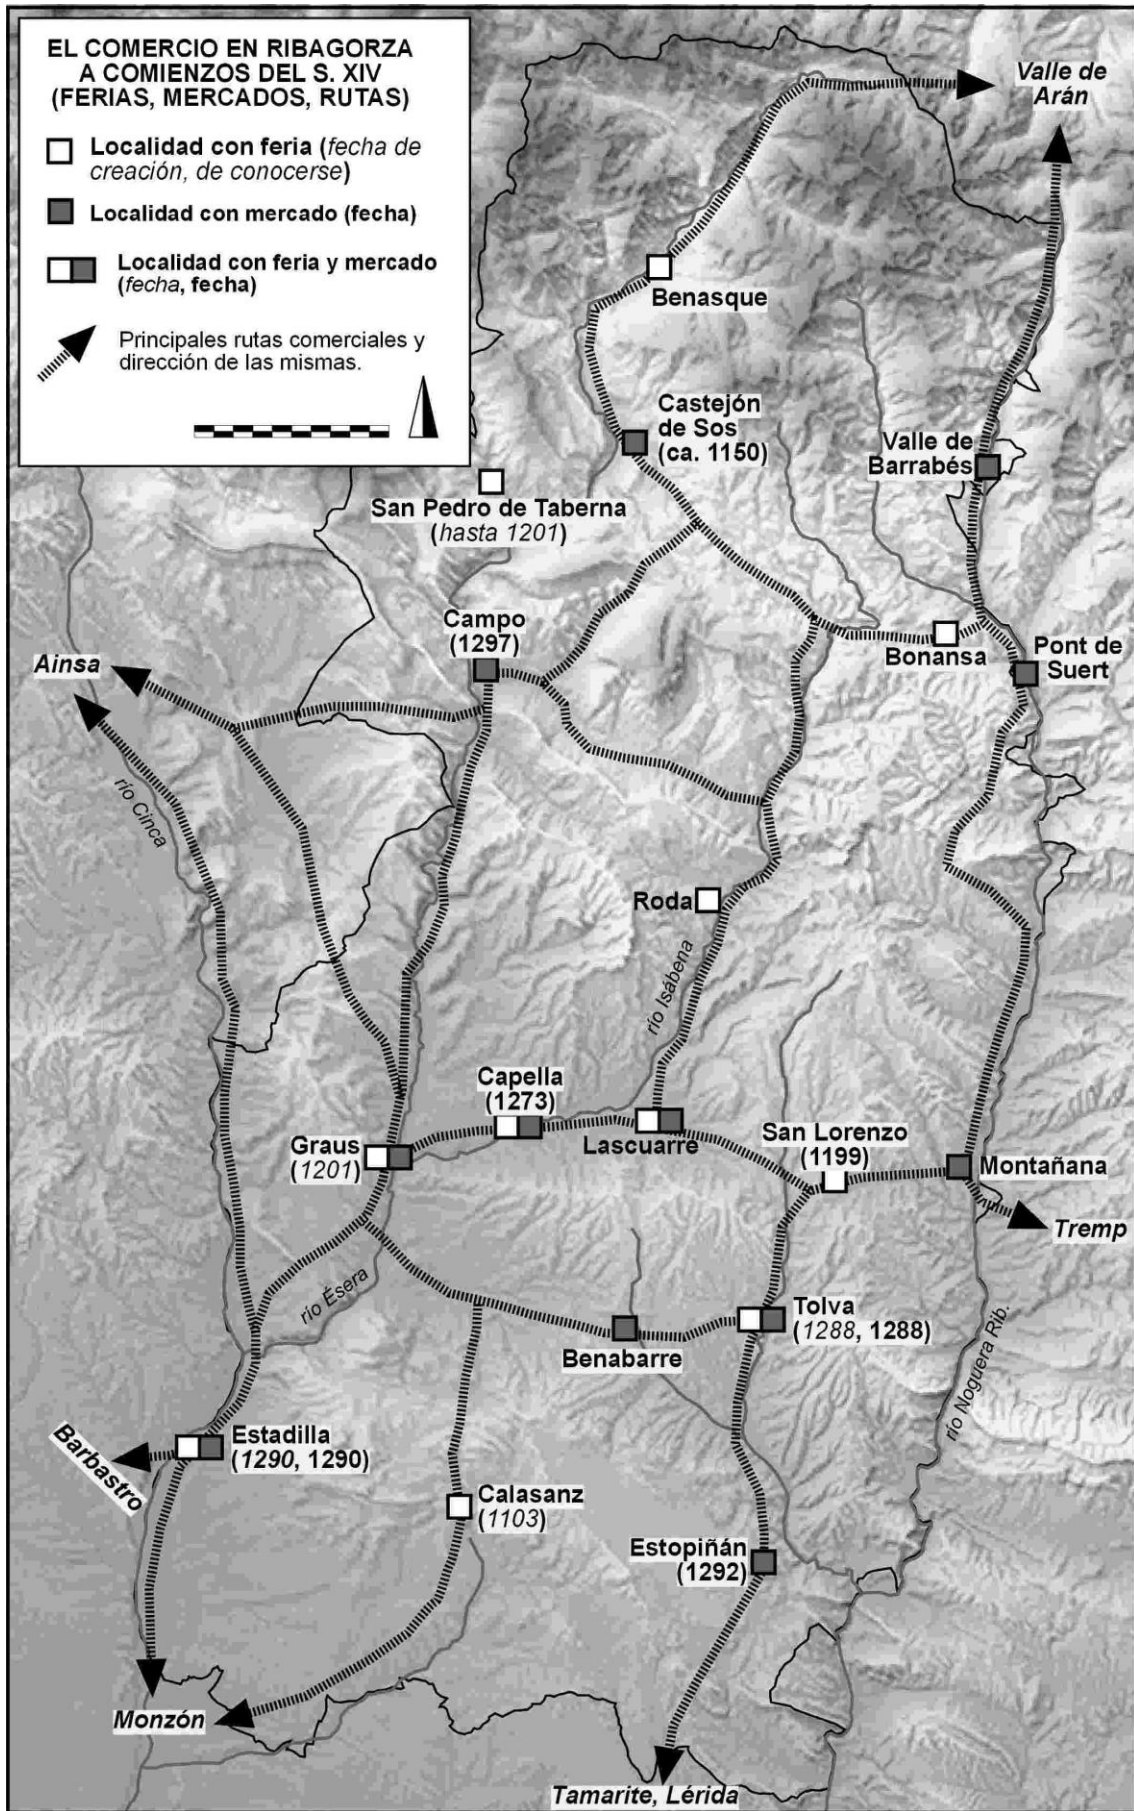 EL COMERCIO EN RIBAGORZA
A COMIENZOS DEL S. XIV
(FERIAS, MERCADOS, RUTAS)
Localidad con feria (fecha de
creación, de conocerse)
Localidad con mercado (fecha)
Localidad con feria y mercado
(fecha, fecha)
Principales rutas comerciales y
dirección de las mismas.
Valle de
Arán
Benasque
Castejón
de Sos
(ca. 1150)
Valle de
Barrabés
San Pedro de Taberna
(hasta 1201)
Campo
(1297)
Ainsa
Bonansa
Pont de
Suert
río Cinca
Roda
río Isábena
Capella
(1273)
Lascuarre
Graus
(1201)
San Lorenzo
(1199)
Montañana
Tremp
río Ésera
Tolva
(1288, 1288)
Benabarre
río Noguera Rib.
Barbastro
Estadilla
(1290, 1290)
Calasanz
(1103)
Estopiñán
(1292)
Monzón
Tamarite, Lérida